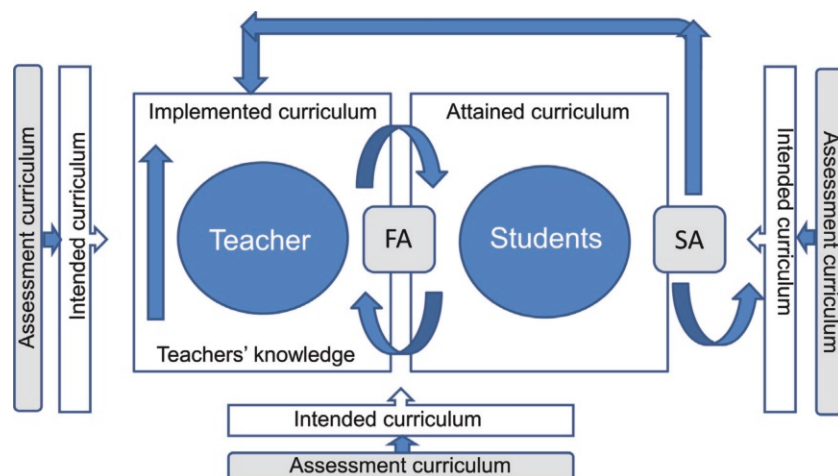 Assessment curriculum
Intended curriculum
Implemented curriculum
Teacher
Teachers’ knowledge
FA
Attained curriculum
Students
SA
Intended curriculum
Assessment curriculum
Intended curriculum
Assessment curriculum